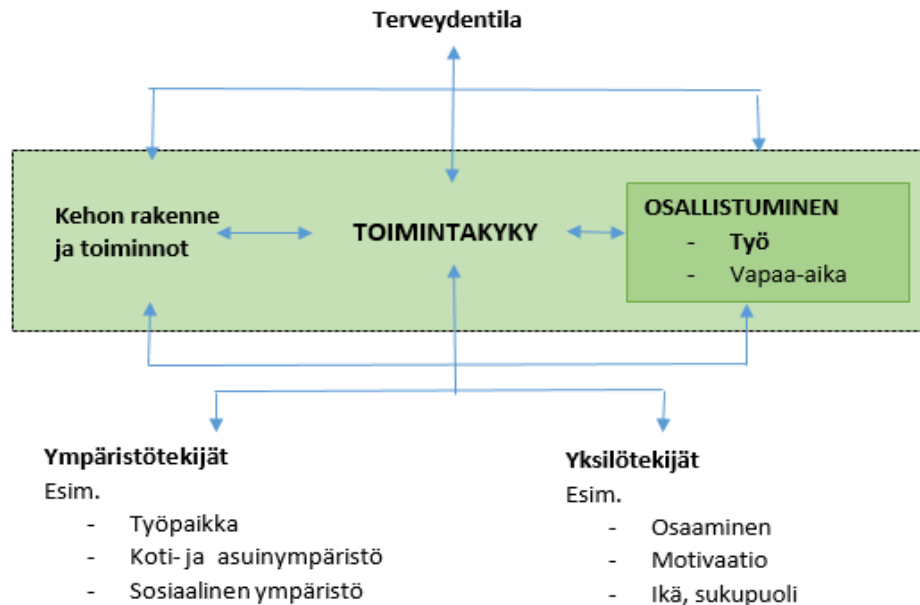 Terveydentila
Kehon rakenne
ja toiminnot
TOIMINTAKYKY
OSALLISTUMINEN
- Työ
- Vapaa-aika
Ympäristötekijät
Esim.
- Työpaikka
- Koti- ja asuinympäristö
- Sosiaalinen ympäristö
Yksilötekijät
Esim.
- Osaaminen
- Motivaatio
- Ikä, sukupuoli